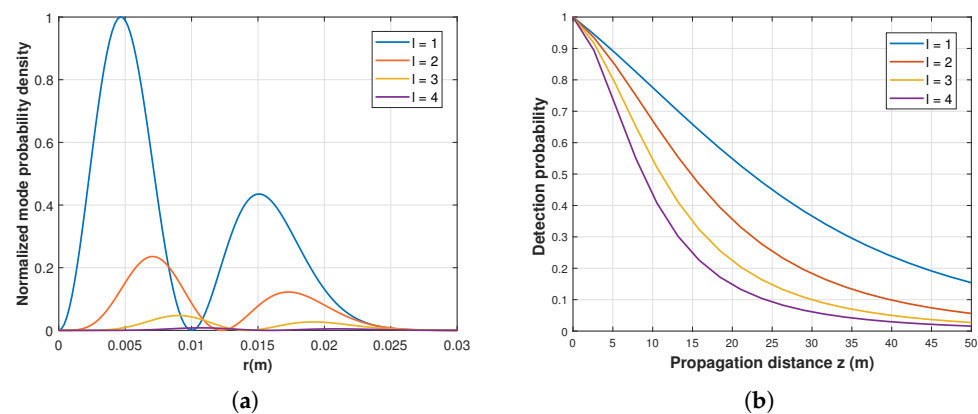 Normalized mode probability density
1
0.8
0.6
0.4
0.2
0
0
0.005
0.01
0.015
0.02
0.025
0.03
r(m)
l = 1
l = 2
l = 3
l = 4
(a)
Detection probability
1
0.9
0.8
0.7
0.6
0.5
0.4
0.3
0.2
0.1
0
0
5
10
15
20
25
30
35
40
45
50
Propagation distance z (m)
l = 1
l = 2
l = 3
l = 4
(b)